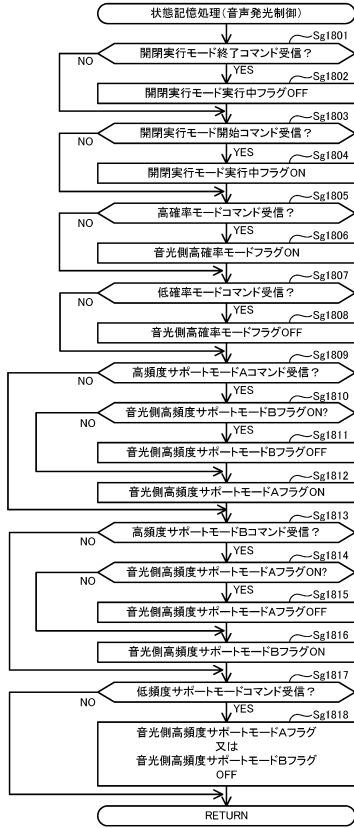 状態記憶処理(音声発光制御)
Sg1801
開閉実行モード終了コマンド受信?
NO
YES
Sg1802
開閉実行モード実行中フラグOFF
Sg1803
開閉実行モード開始コマンド受信?
NO
YES
Sg1804
開閉実行モード実行中フラグON
Sg1805
高確率モードコマンド受信?
NO
YES
Sg1806
音光側高確率モードフラグON
Sg1807
低確率モードコマンド受信?
NO
YES
Sg1808
音光側高確率モードフラグOFF
Sg1809
高頻度サポートモードAコマンド受信?
NO
YES
Sg1810
音光側高頻度サポートモードBフラグON?
NO
YES
Sg1811
音光側高頻度サポートモードBフラグOFF
Sg1812
音光側高頻度サポートモードAフラグON
Sg1813
高頻度サポートモードBコマンド受信?
NO
YES
Sg1814
音光側高頻度サポートモードAフラグON?
NO
YES
Sg1815
音光側高頻度サポートモードAフラグOFF
Sg1816
音光側高頻度サポートモードBフラグON
Sg1817
低頻度サポートモードコマンド受信?
NO
YES
Sg1818
音光側高頻度サポートモードAフラグ
又は
音光側高頻度サポートモードBフラグ
OFF
RETURN